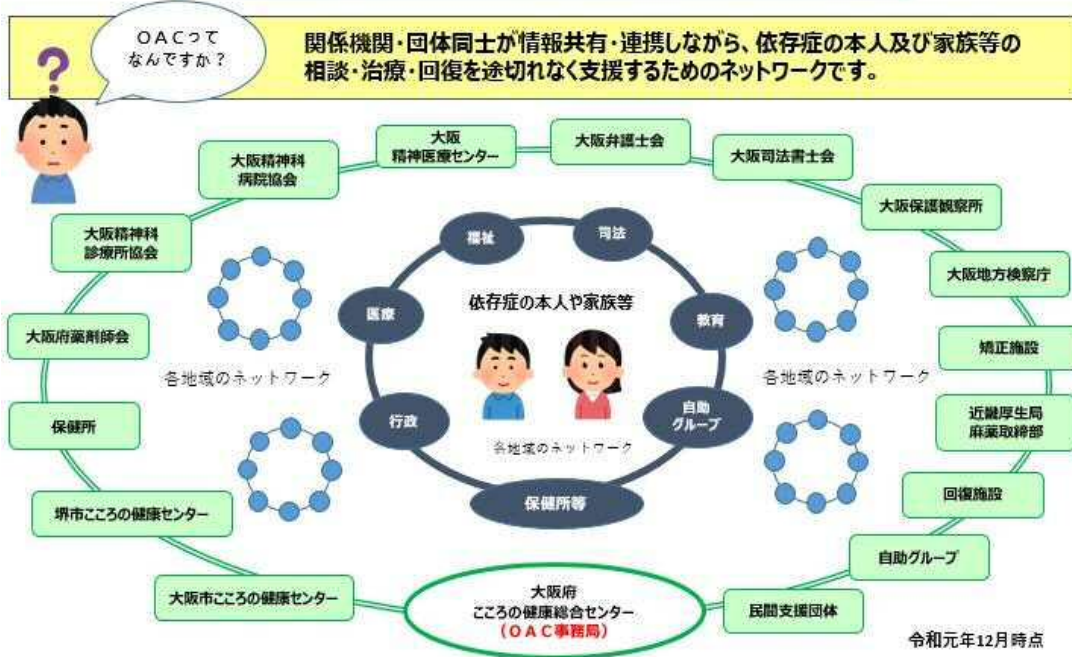 OACって
なんですか？
?
関係機関・団体同士が情報共有・連携しながら、依存症の本人及び家族等の
相談・治療・回復を途切れなく支援するためのネットワークです。
大阪
精神医療センター
大阪弁護士会
大阪司法書士会
大阪精神科
病院協会
大阪保護観察所
大阪精神科
診療所協会
大阪地方検察庁
大阪府薬剤師会
矯正施設
保健所
近畿厚生局
麻薬取締部
堺市こころの健康センター
回復施設
大阪市こころの健康センター
自助グループ
民間支援団体
大阪府
こころの健康総合センター
（OAC事務局）
福祉
司法
医療
教育
行政
自助
グループ
保健所等
依存症の本人や家族等
各地域のネットワーク
各地域のネットワーク
各地域のネットワーク
令和元年12月時点